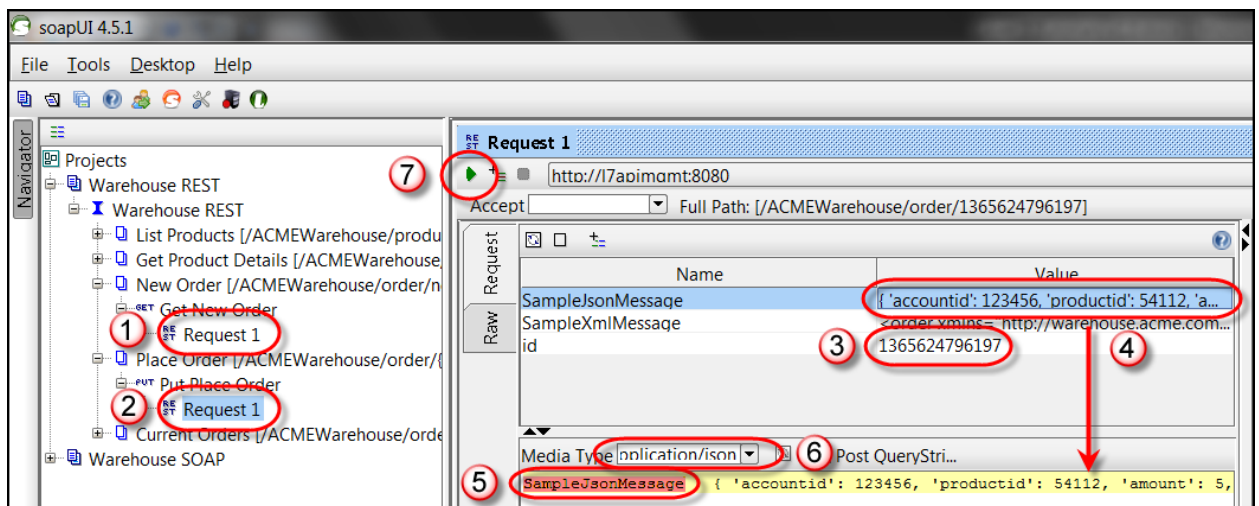 soapUI 4.5.1
File Tools Desktop Help
Navigator
Projects
Warehouse REST
Warehouse REST
List Products [/ACMEWarehouse/produ
Get Product Details [/ACMEWarehouse,
New Order [/ACMEWarehouse/order/n
GET Get New Order
1 REST Request 1
Place Order [/ACMEWarehouse/order/{
PUT Put Place Order
2 REST Request 1
Current Orders [/ACMEWarehouse/orde
Warehouse SOAP
REST Request 1
7
http://l7apimgmt:8080
Accept Full Path: [/ACMEWarehouse/order/1365624796197]
Request
Raw
Name Value
SampleJsonMessage { 'accountid': 123456, 'productid': 54112, 'a...
SampleXmlMessage <order xmlns="http://warehouse.acme.com...
id 3 1365624796197 4
Media Type pplication/json 6 Post QueryStri...
5 SampleJsonMessage { 'accountid': 123456, 'productid': 54112, 'amount': 5,